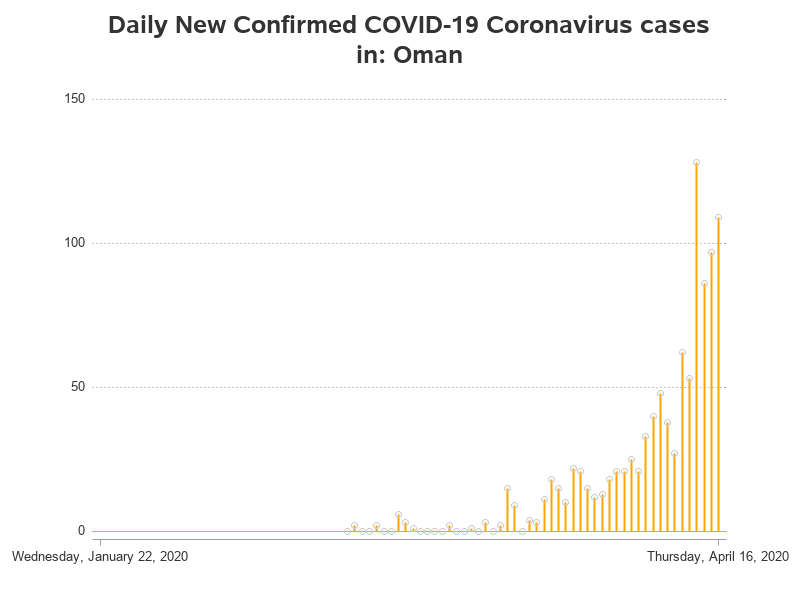 Daily New Confirmed COVID-19 Coronavirus cases
in: Oman
150
100
50
0
Wednesday, January 22, 2020
Thursday, April 16, 2020